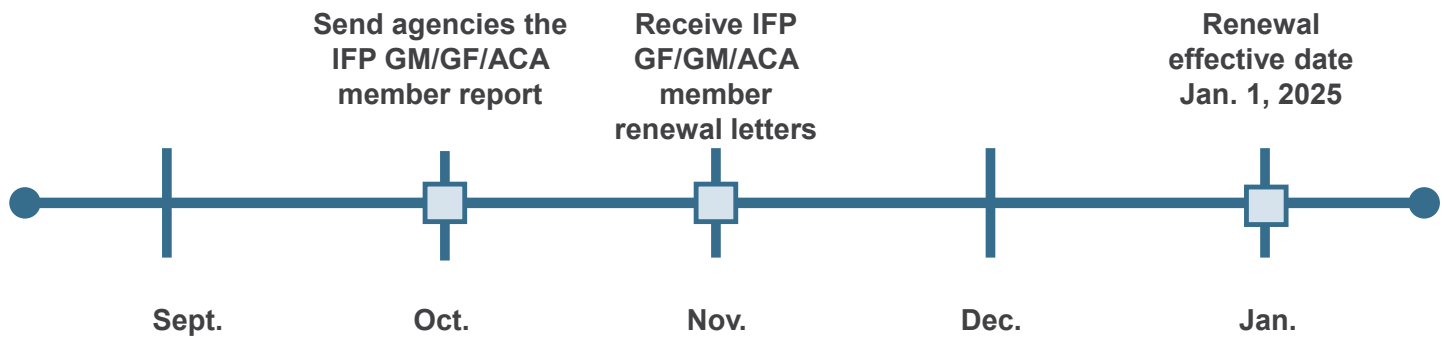 Send agencies the
IFP GM/GF/ACA
member report
Receive IFP
GF/GM/ACA
member
renewal letters
Renewal
effective date
Jan. 1, 2025
Sept.
Oct.
Nov.
Dec.
Jan.